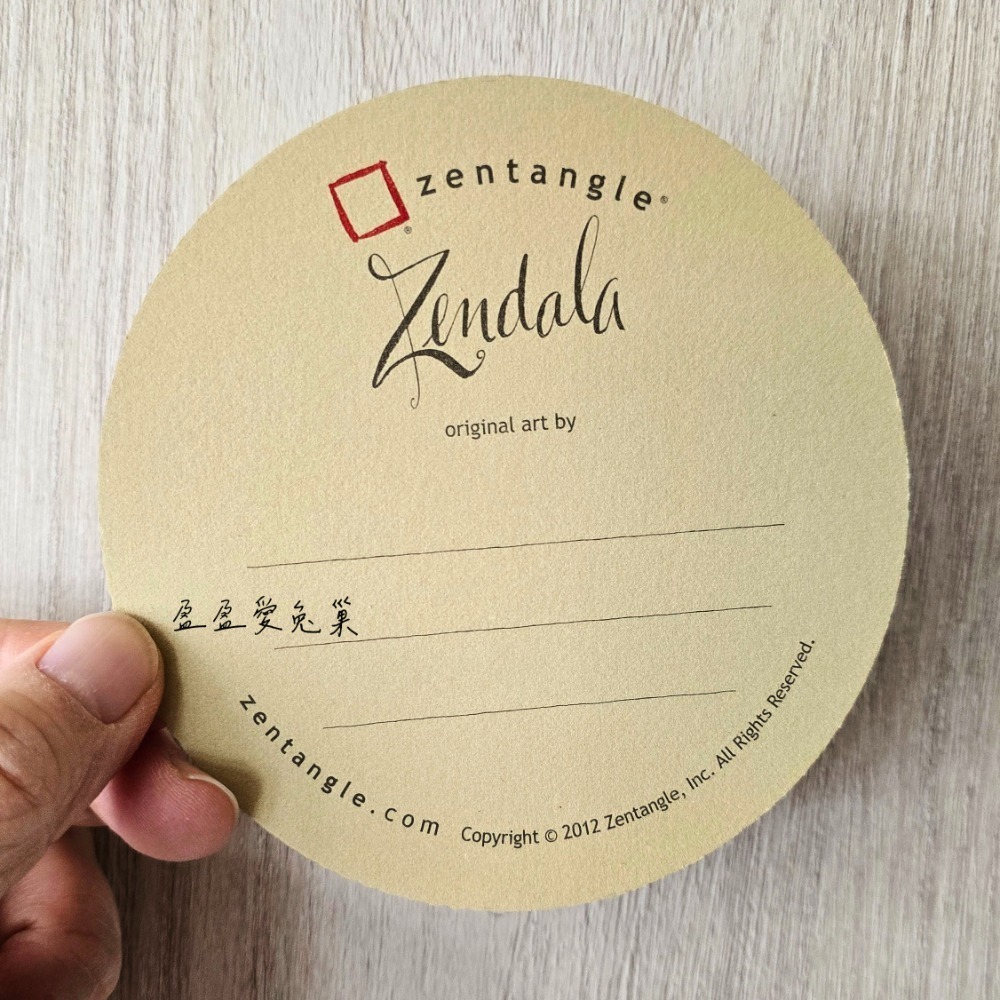 zentangle®
®
Zendala
original art by
盈盈愛兔巢
zentangle.com
Copyright © 2012 Zentangle, Inc. All Rights Reserved.